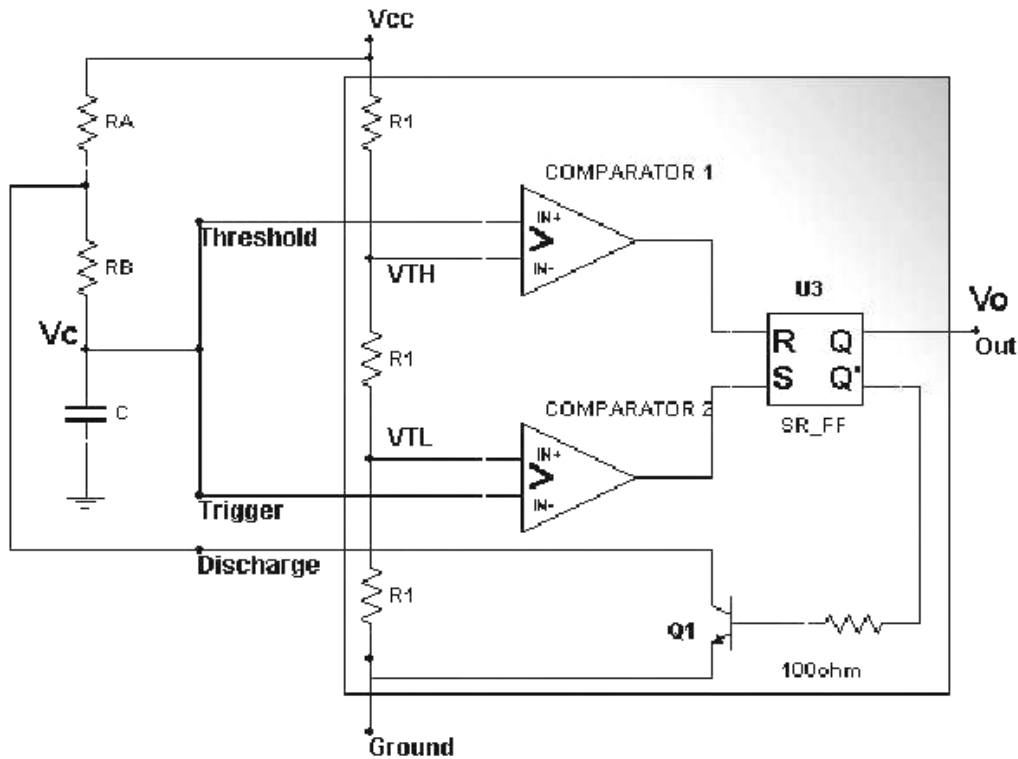 Vcc
RA
R1
COMPARATOR 1
IN+
Threshold
>
RB
VTH
IN-
U3
Vo
Vc
R Q
Out
R1
S Q'
C
COMPARATOR 2
SR_FF
VTL
IN+
>
IN-
Trigger
Discharge
R1
Q1
100ohm
Ground